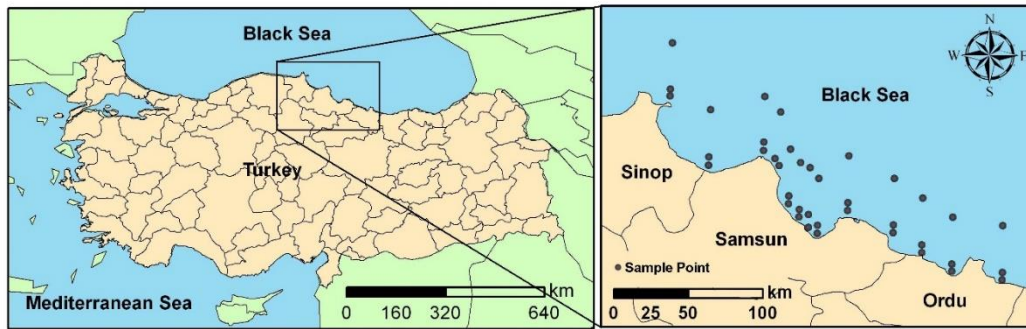 Black Sea
Turkey
Mediterranean Sea
km
0 160 320 640
N
W E
S
Black Sea
Sinop
Samsun
Sample Point
km
0 25 50 100
Ordu